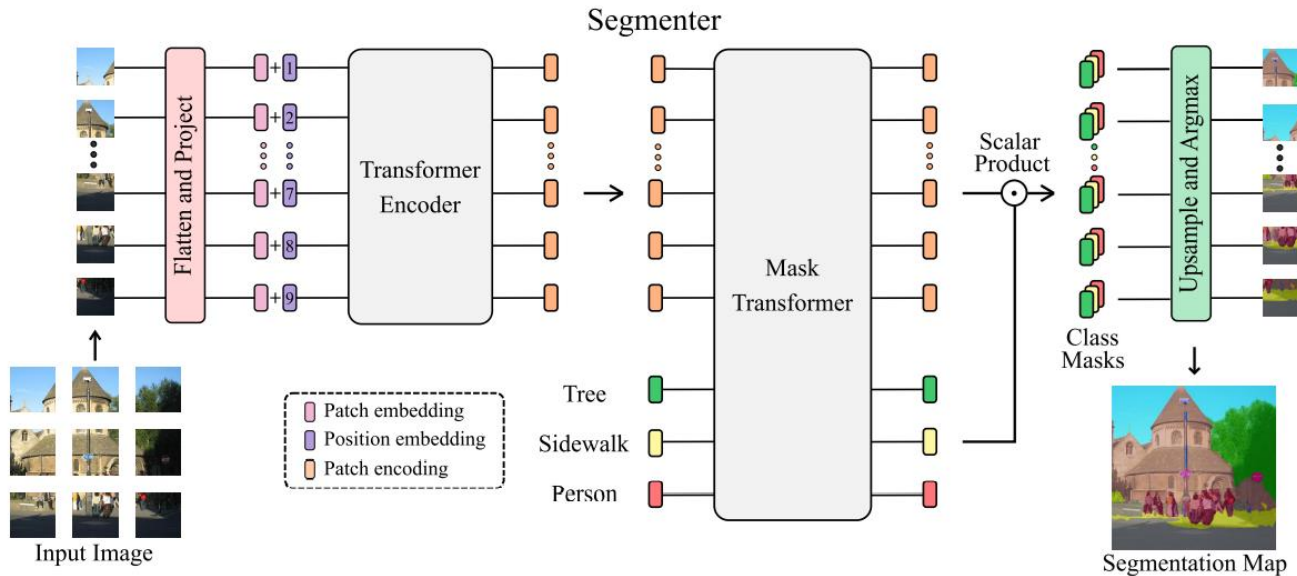 Segmenter
Flatten and Project
+ 1
+ 2
+ 7
+ 8
+ 9
Transformer
Encoder
Mask
Transformer
Scalar
Product
Upsample and Argmax
Class
Masks
Tree
Sidewalk
Person
Patch embedding
Position embedding
Patch encoding
Input Image
Segmentation Map